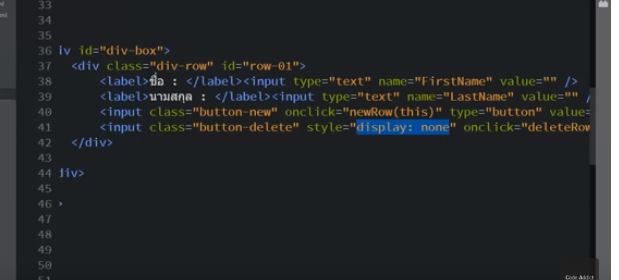 33
34
35
36 iv id="div-box">
37 <div class="div-row" id="row-01">
38 <label>ชื่อ : </label><input type="text" name="FirstName" value="" />
39 <label>นามสกุล : </label><input type="text" name="LastName" value="" /
40 <input class="button-new" onclick="newRow(this)" type="button" value=
41 <input class="button-delete" style="display: none" onclick="deleteRow
42 </div>
43
44 div>
45
46 >
47
48
49
50
51
Code Addict